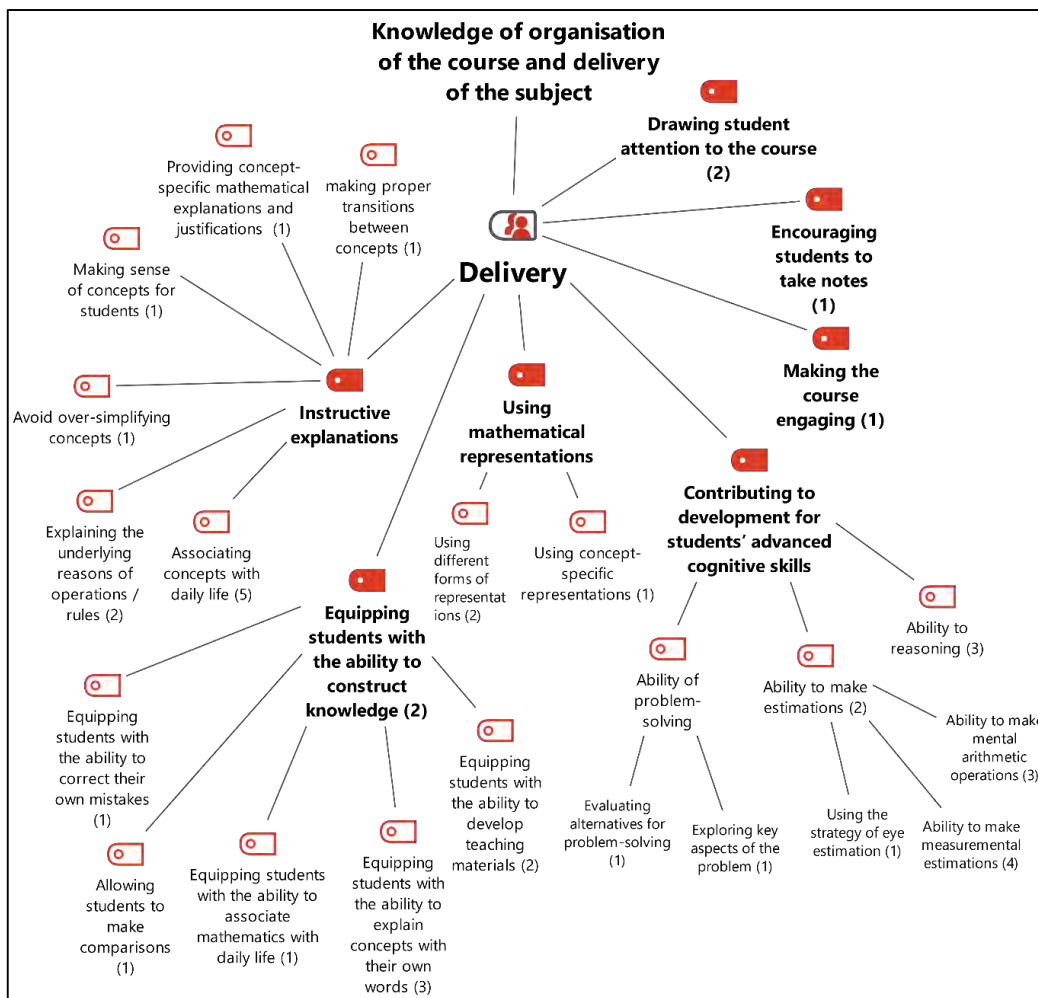 Knowledge of organisation
of the course and delivery
of the subject
Drawing student
attention to the course
(2)
Providing concept-
specific mathematical
explanations and
justifications (1)
making proper
transitions
between concepts
(1)
Encouraging
students to
take notes
(1)
Making sense
of concepts for
students (1)
Delivery
Making the
course
engaging (1)
Avoid over-simplifying
concepts (1)
Instructive
explanations
Using
mathematical
representations
Contributing to
development for
students’ advanced
cognitive skills
Explaining the
underlying
reasons of
operations /
rules (2)
Associating
concepts with
daily life (5)
Using
different
forms of
representat
ions (2)
Using concept-
specific
representations (1)
Equipping
students with
the ability to
construct
knowledge (2)
Ability to
reasoning (3)
Ability of
problem-
solving
Ability to make
estimations (2)
Ability to make
mental
arithmetic
operations (3)
Equipping
students with
the ability to
correct their
own mistakes
(1)
Equipping
students with
the ability to
develop
teaching
materials (2)
Evaluating
alternatives for
problem-solving
(1)
Exploring key
aspects of the
problem (1)
Using the
strategy of eye
estimation (1)
Ability to make
measuremental
estimations (4)
Allowing
students to
make
comparisons
(1)
Equipping students
with the ability to
associate
mathematics with
daily life (1)
Equipping
students with
the ability to
explain
concepts with
their own
words (3)